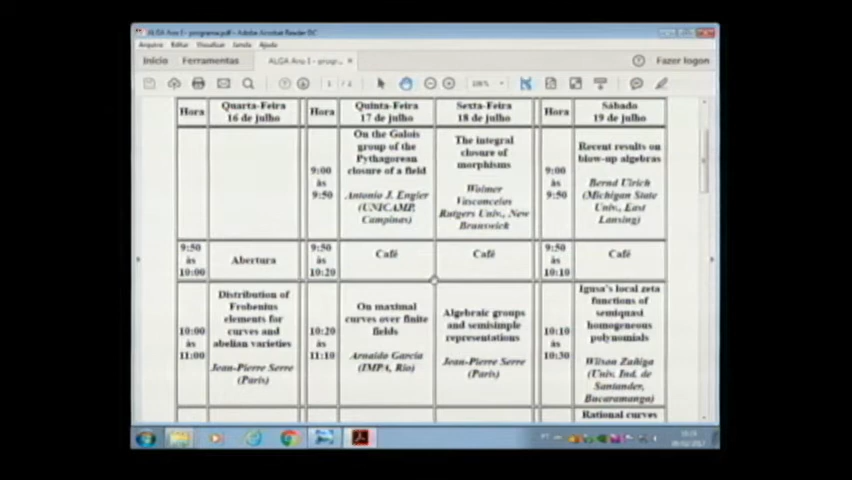 ALGA Ano I - programa.pdf - Adobe Acrobat Reader DC
Arquivo Editar Visualizar Janela Ajuda
Início Ferramentas ALGA Ano I - progr... × Fazer logon
Hora
Quarta-Feira
16 de julho
Hora
Quinta-Feira
17 de julho
Sexta-Feira
18 de julho
Hora
Sábado
19 de julho
9:00
às
9:50
On the Galois
group of the
Pythagorean
closure of a field
Antonio J. Engler
(UNICAMP,
Campinas)
The integral
closure of
morphisms
Wolmer
Vasconcelos
Rutgers Univ., New
Brunswick
9:00
às
9:50
Recent results on
blow-up algebras
Bernd Ulrich
(Michigan State
Univ., East
Lansing)
9:50
às
10:00
Abertura
9:50
às
10:20
Café
Café
9:50
às
10:10
Café
10:00
às
11:00
Distribution of
Frobenius
elements for
curves and
abelian varieties
Jean-Pierre Serre
(Paris)
10:20
às
11:10
On maximal
curves over finite
fields
Arnaldo Garcia
(IMPA, Rio)
Algebraic groups
and semisimple
representations
Jean-Pierre Serre
(Paris)
10:10
às
10:30
Igusa's local zeta
functions of
semiquasi
homogeneous
polynomials
Wilson Zuñiga
(Univ. Ind. de
Santander,
Bucaramanga)
Rational curves
PT